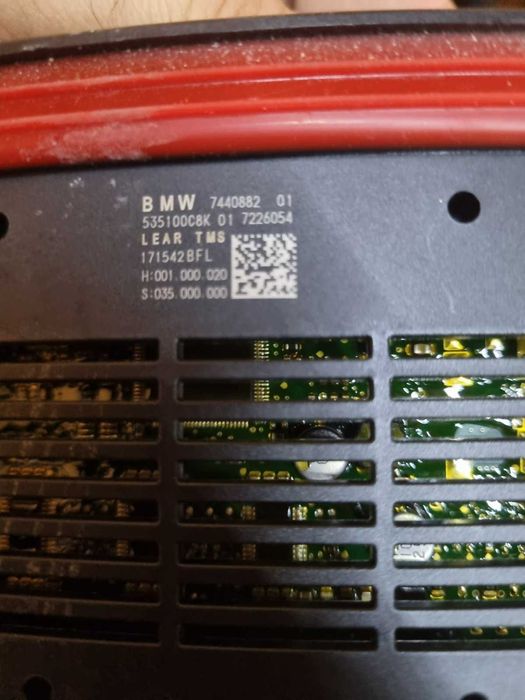 BMW 7440882 01
535100C8K 01 7226054
LEAR TMS
171542BFL
H:001.000.020
S:035.000.000